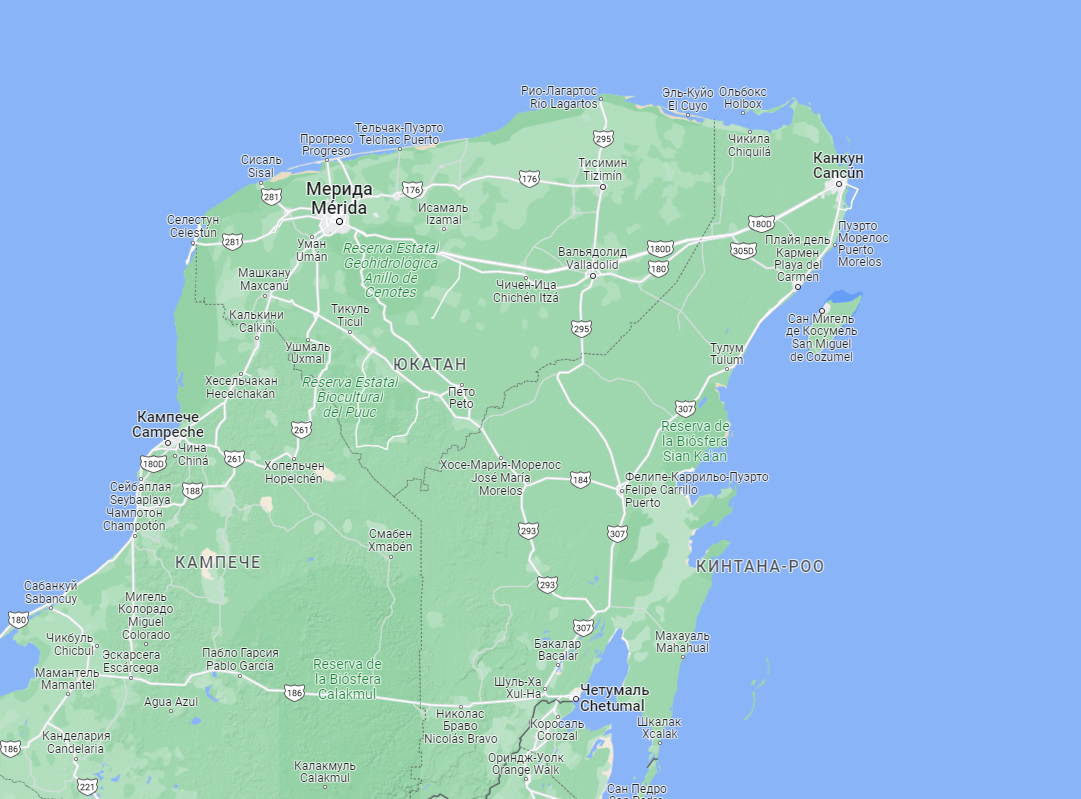 Рио-Лагартос
Río Lagartos
Эль-Куйо
El Cuyo
Ольбокс
Holbox
Тельчак-Пуэрто
Telchac Puerto
Прогресо
Progreso
295
Чикила
Chiquilá
Сисаль
Sisal
Тисимин
Tizimín
Канкун
Cancún
176
176
281
Мерида
Mérida
Исамаль
Izamal
Селестун
Celestún
281
Уман
Umán
180D
Пуэрто
Морелос
Puerto
Morelos
Reserva Estatal
Geohidrológica
Anillo de
Cenotes
180D
305D
Плайя дель
Кармен
Playa del
Carmen
Вальядолид
Valladolid
180
Машкану
Maxcanú
Чичен-Ица
Chichén Itzá
Калькини
Calkiní
Тикуль
Ticul
295
Сан Мигель
де Косумель
San Miguel
de Cozumel
Ушмаль
Uxmal
ЮКАТАН
Тулум
Tulum
Хесельчакан
Hecelchakán
Reserva Estatal
Biocultural
del Puuc
Пето
Peto
307
Кампече
Campeche
261
Reserva de
la Biósfera
Sian Ka'an
Чина
Chiná
180D
261
Хопельчен
Hopelchén
Хосе-Мария-Морелос
José María
Morelos
184
Фелипе-Каррильо-Пуэрто
Felipe Carrillo
Puerto
188
Сейбаплая
Seybaplaya
Чампотон
Champotón
Смабен
Xmabén
293
307
КАМПЕЧЕ
КИНТАНА-РОО
293
Сабанкуй
Sabancuy
180
Мигель
Колорадо
Miguel
Colorado
307
Чикбуль
Chicbul
Бакалар
Bacalar
Махауаль
Mahahual
Эскарсега
Escárcega
Пабло Гарсия
Pablo García
Reserva de
la Biósfera
Calakmul
Мамантель
Mamantel
186
Agua Azul
Шуль-Ха
Xul-Ha
Четумаль
Chetumal
Николас
Браво
Nicolás Bravo
Коросаль
Corozal
Шкалак
Xcalak
186
Канделария
Candelaria
Ориндж-Уолк
Orange Walk
Калакмуль
Calakmul
221
Сан Педро
San Pedro